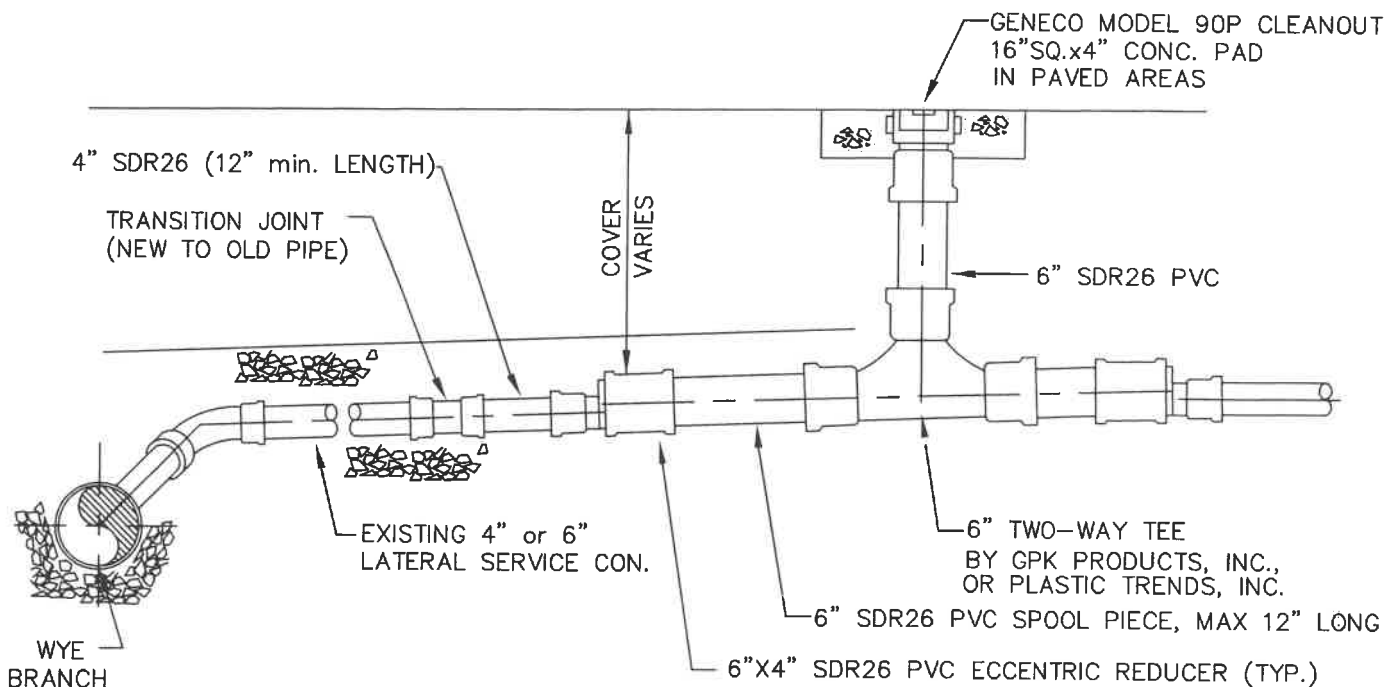 GENECO MODEL 90P CLEANOUT
16"SQ.x4" CONC. PAD
IN PAVED AREAS
4" SDR26 (12" min. LENGTH)
TRANSITION JOINT
(NEW TO OLD PIPE)
COVER
VARIES
6" SDR26 PVC
EXISTING 4" or 6"
LATERAL SERVICE CON.
6" TWO-WAY TEE
BY GPK PRODUCTS, INC.,
OR PLASTIC TRENDS, INC.
6" SDR26 PVC SPOOL PIECE, MAX 12" LONG
WYE
BRANCH
6"X4" SDR26 PVC ECCENTRIC REDUCER (TYP.)